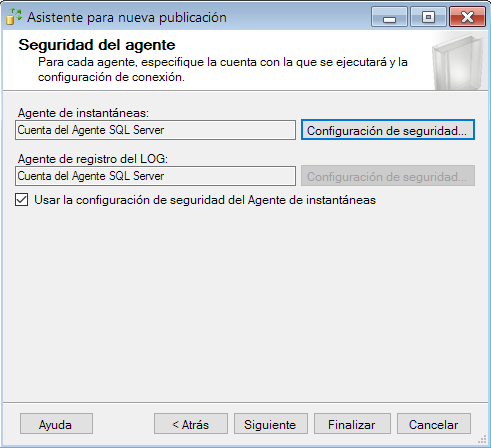 Asistente para nueva publicación
Seguridad del agente
Para cada agente, especifique la cuenta con la que se ejecutará y la
configuración de conexión.
Agente de instantáneas:
Cuenta del Agente SQL Server
Configuración de seguridad...
Agente de registro del LOG:
Cuenta del Agente SQL Server
Configuración de seguridad...
Usar la configuración de seguridad del Agente de instantáneas
Ayuda
< Atrás
Siguiente
Finalizar
Cancelar